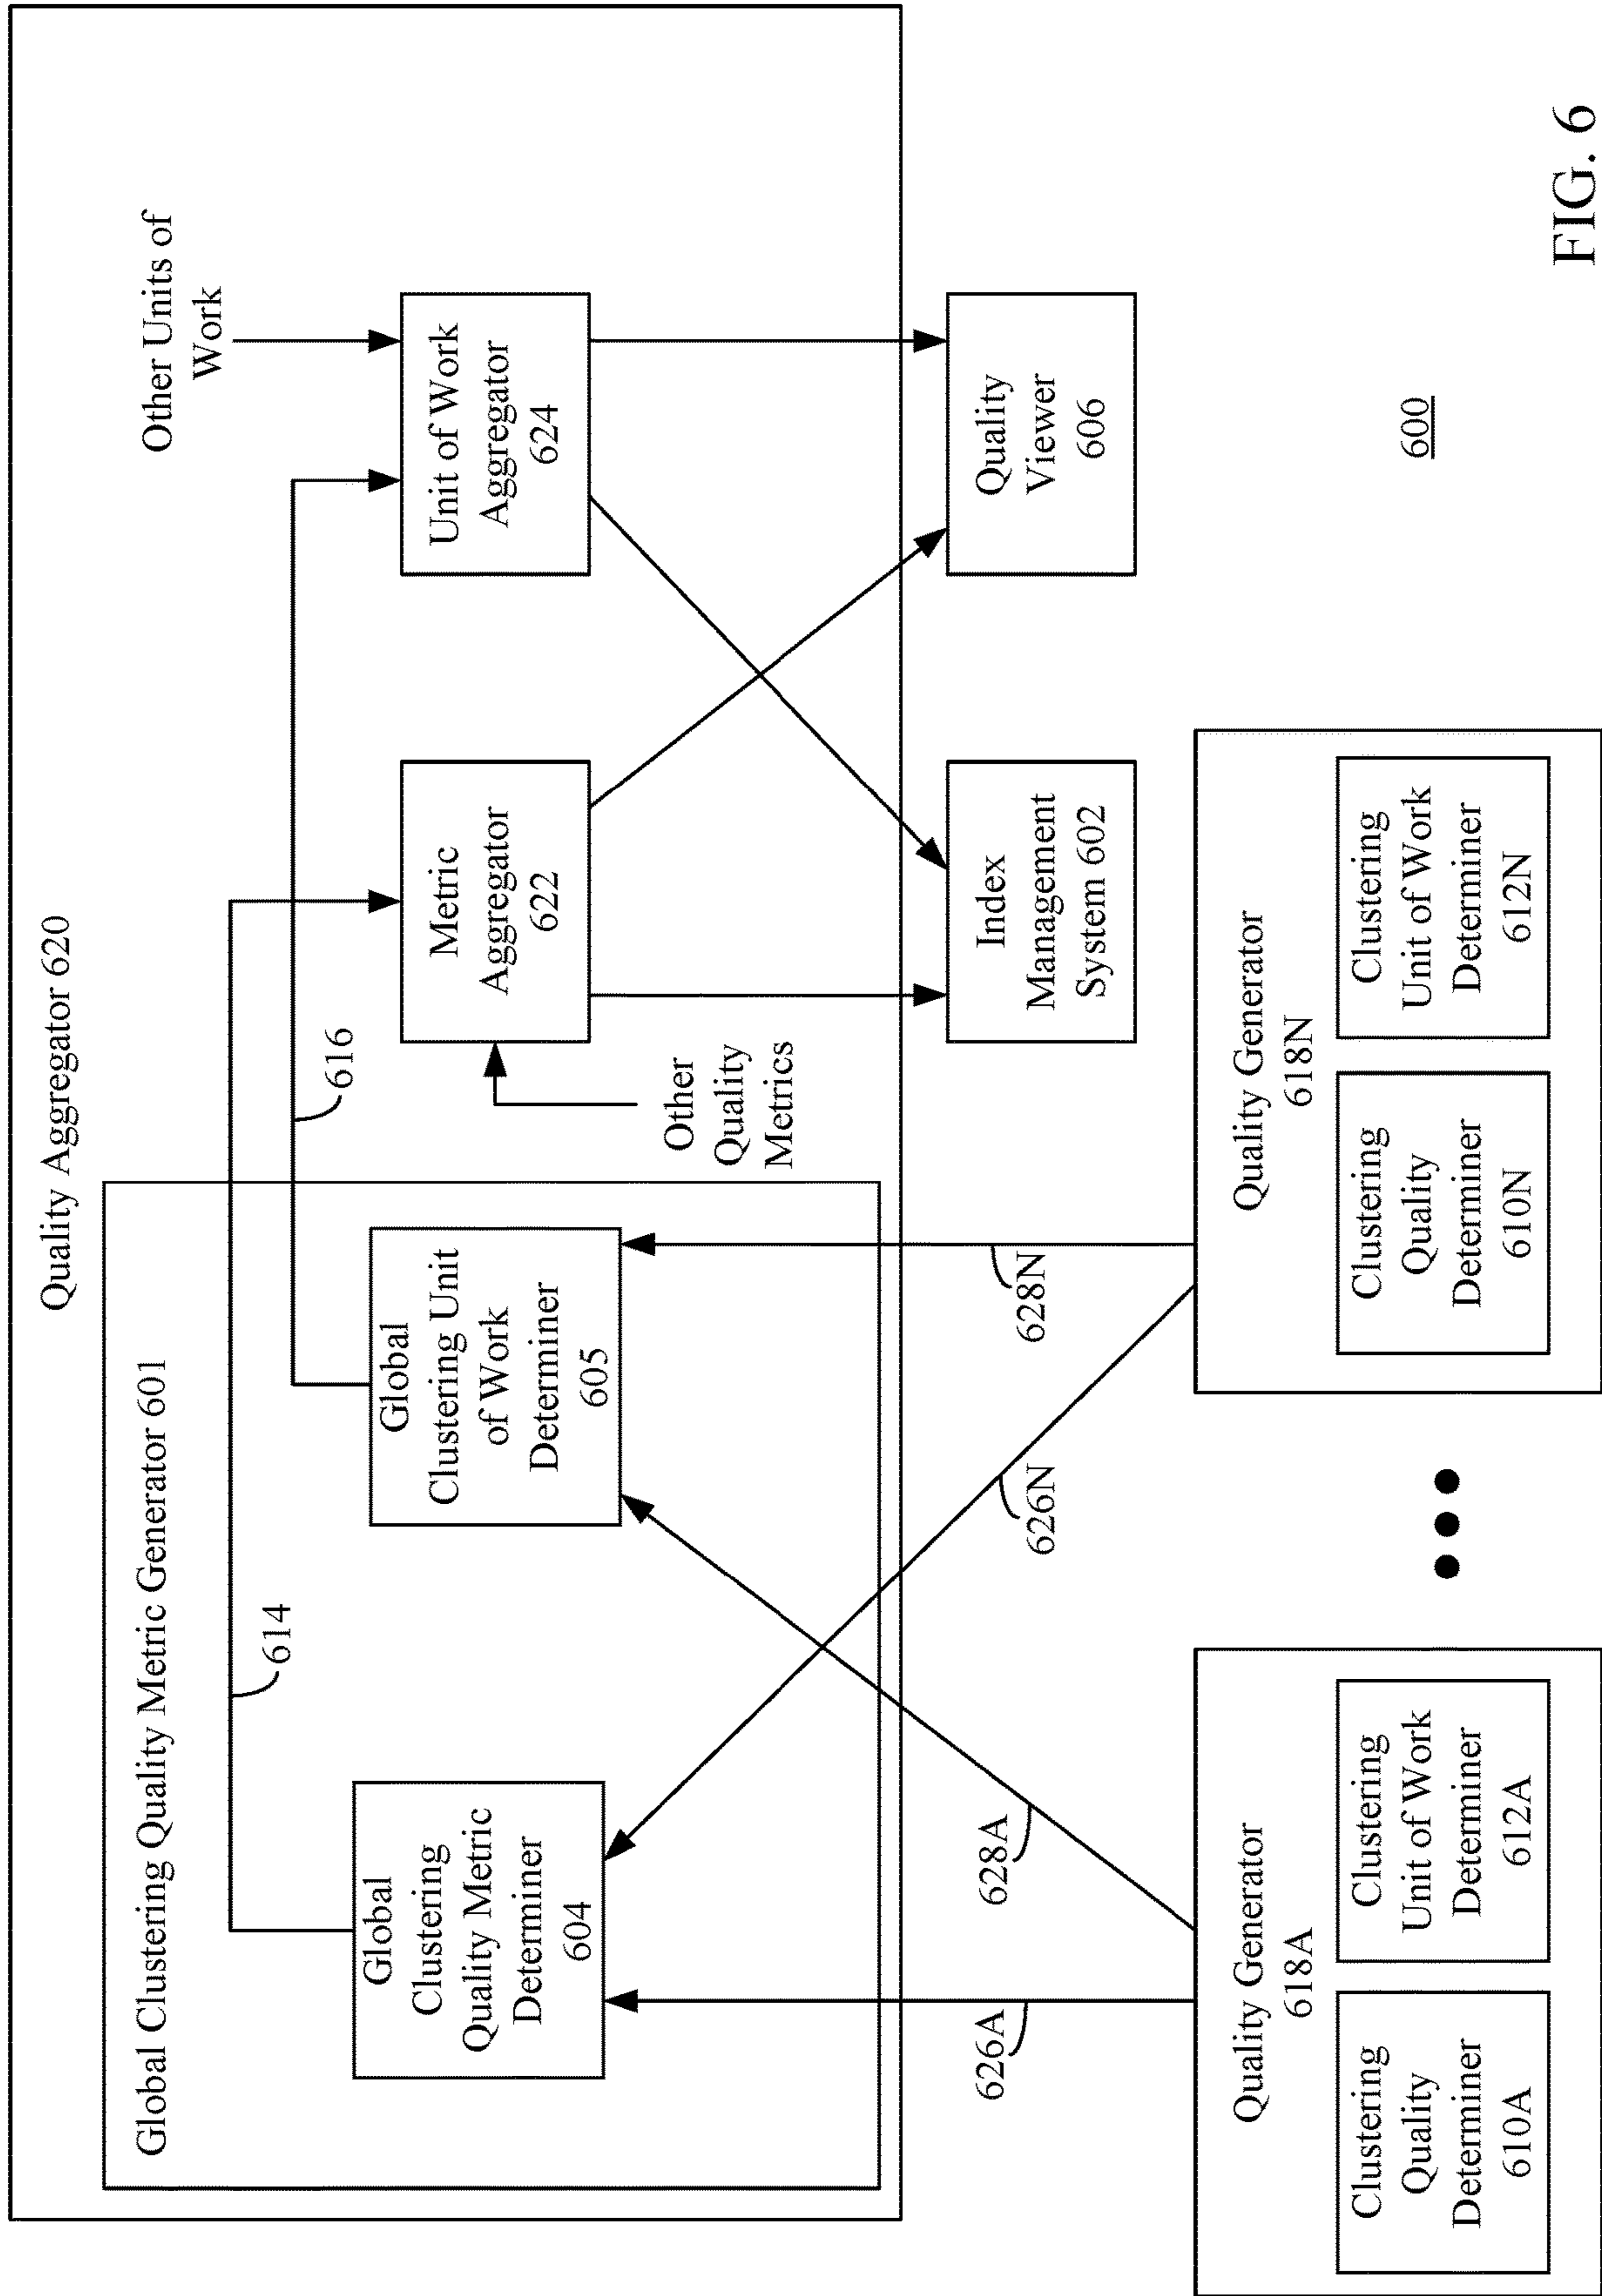 Quality Aggregator 620
Global Clustering Quality Metric Generator 601
614
616
Other Units of
Work
Global
Clustering
Quality Metric
Determiner
604
Global
Clustering Unit
of Work
Determiner
605
Metric
Aggregator
622
Unit of Work
Aggregator
624
Other
Quality
Metrics
626A
628A
626N
628N
Index
Management
System 602
Quality
Viewer
606
Quality Generator
618A
Clustering
Quality
Determiner
610A
Clustering
Unit of Work
Determiner
612A
Quality Generator
618N
Clustering
Quality
Determiner
610N
Clustering
Unit of Work
Determiner
612N
600
FIG. 6